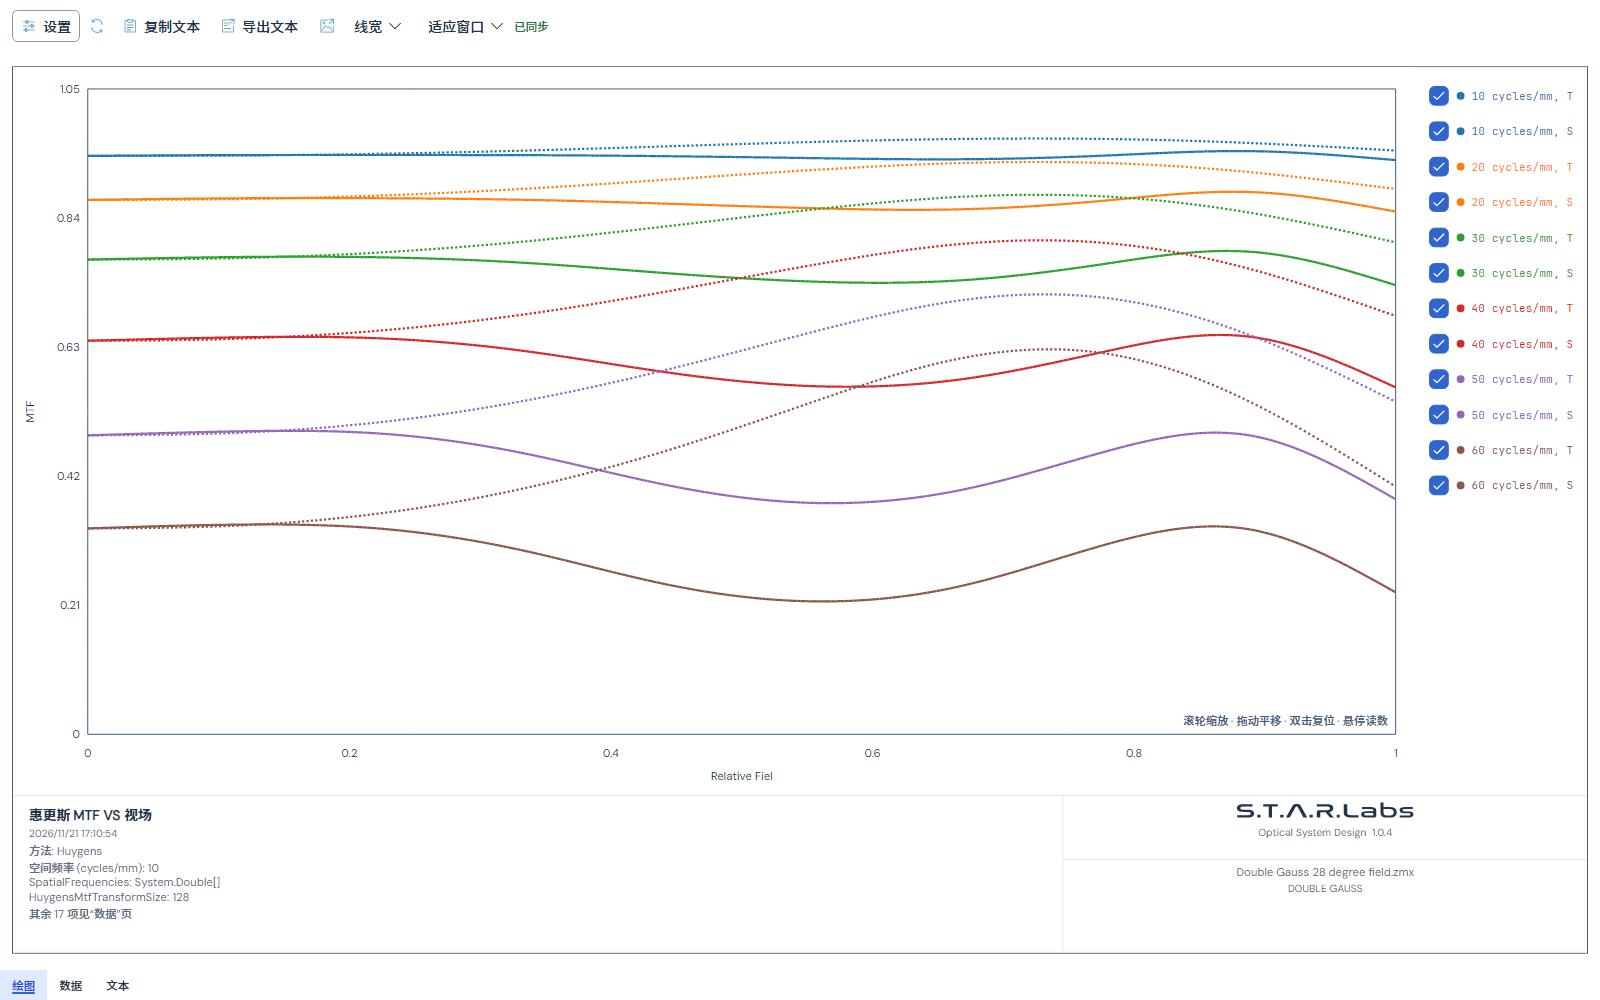 设置 复制文本 导出文本 线宽 适应窗口 已同步
1.05
0.84
0.63
0.42
0.21
0
MTF
0 0.2 0.4 0.6 0.8 1
Relative Fiel
滚轮缩放 · 拖动平移 · 双击复位 · 悬停读数
10 cycles/mm, T
10 cycles/mm, S
20 cycles/mm, T
20 cycles/mm, S
30 cycles/mm, T
30 cycles/mm, S
40 cycles/mm, T
40 cycles/mm, S
50 cycles/mm, T
50 cycles/mm, S
60 cycles/mm, T
60 cycles/mm, S
惠更斯 MTF VS 视场
2026/11/21 17:10:54
方法: Huygens
空间频率 (cycles/mm): 10
SpatialFrequencies: System.Double[]
HuygensMtfTransformSize: 128
其余 17 项见“数据”页
S.T.A.R.Labs
Optical System Design 1.0.4
Double Gauss 28 degree field.zmx
DOUBLE GAUSS
绘图 数据 文本